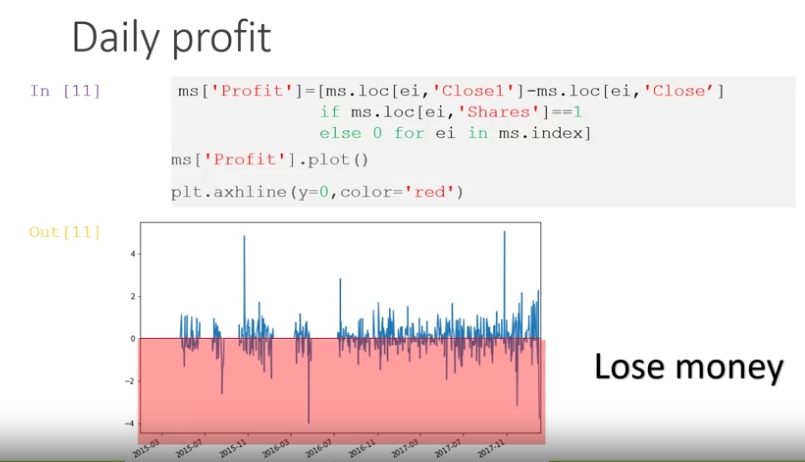 Daily profit
In [11]
ms['Profit']=[ms.loc[ei,'Close1']-ms.loc[ei,'Close’]
if ms.loc[ei,'Shares']==1
else 0 for ei in ms.index]
ms['Profit'].plot()
plt.axhline(y=0,color='red')
Out[11]
4
2
0
−2
−4
Lose money
2015-03
2015-07
2015-11
2016-03
2016-07
2016-11
2017-03
2017-07
2017-11